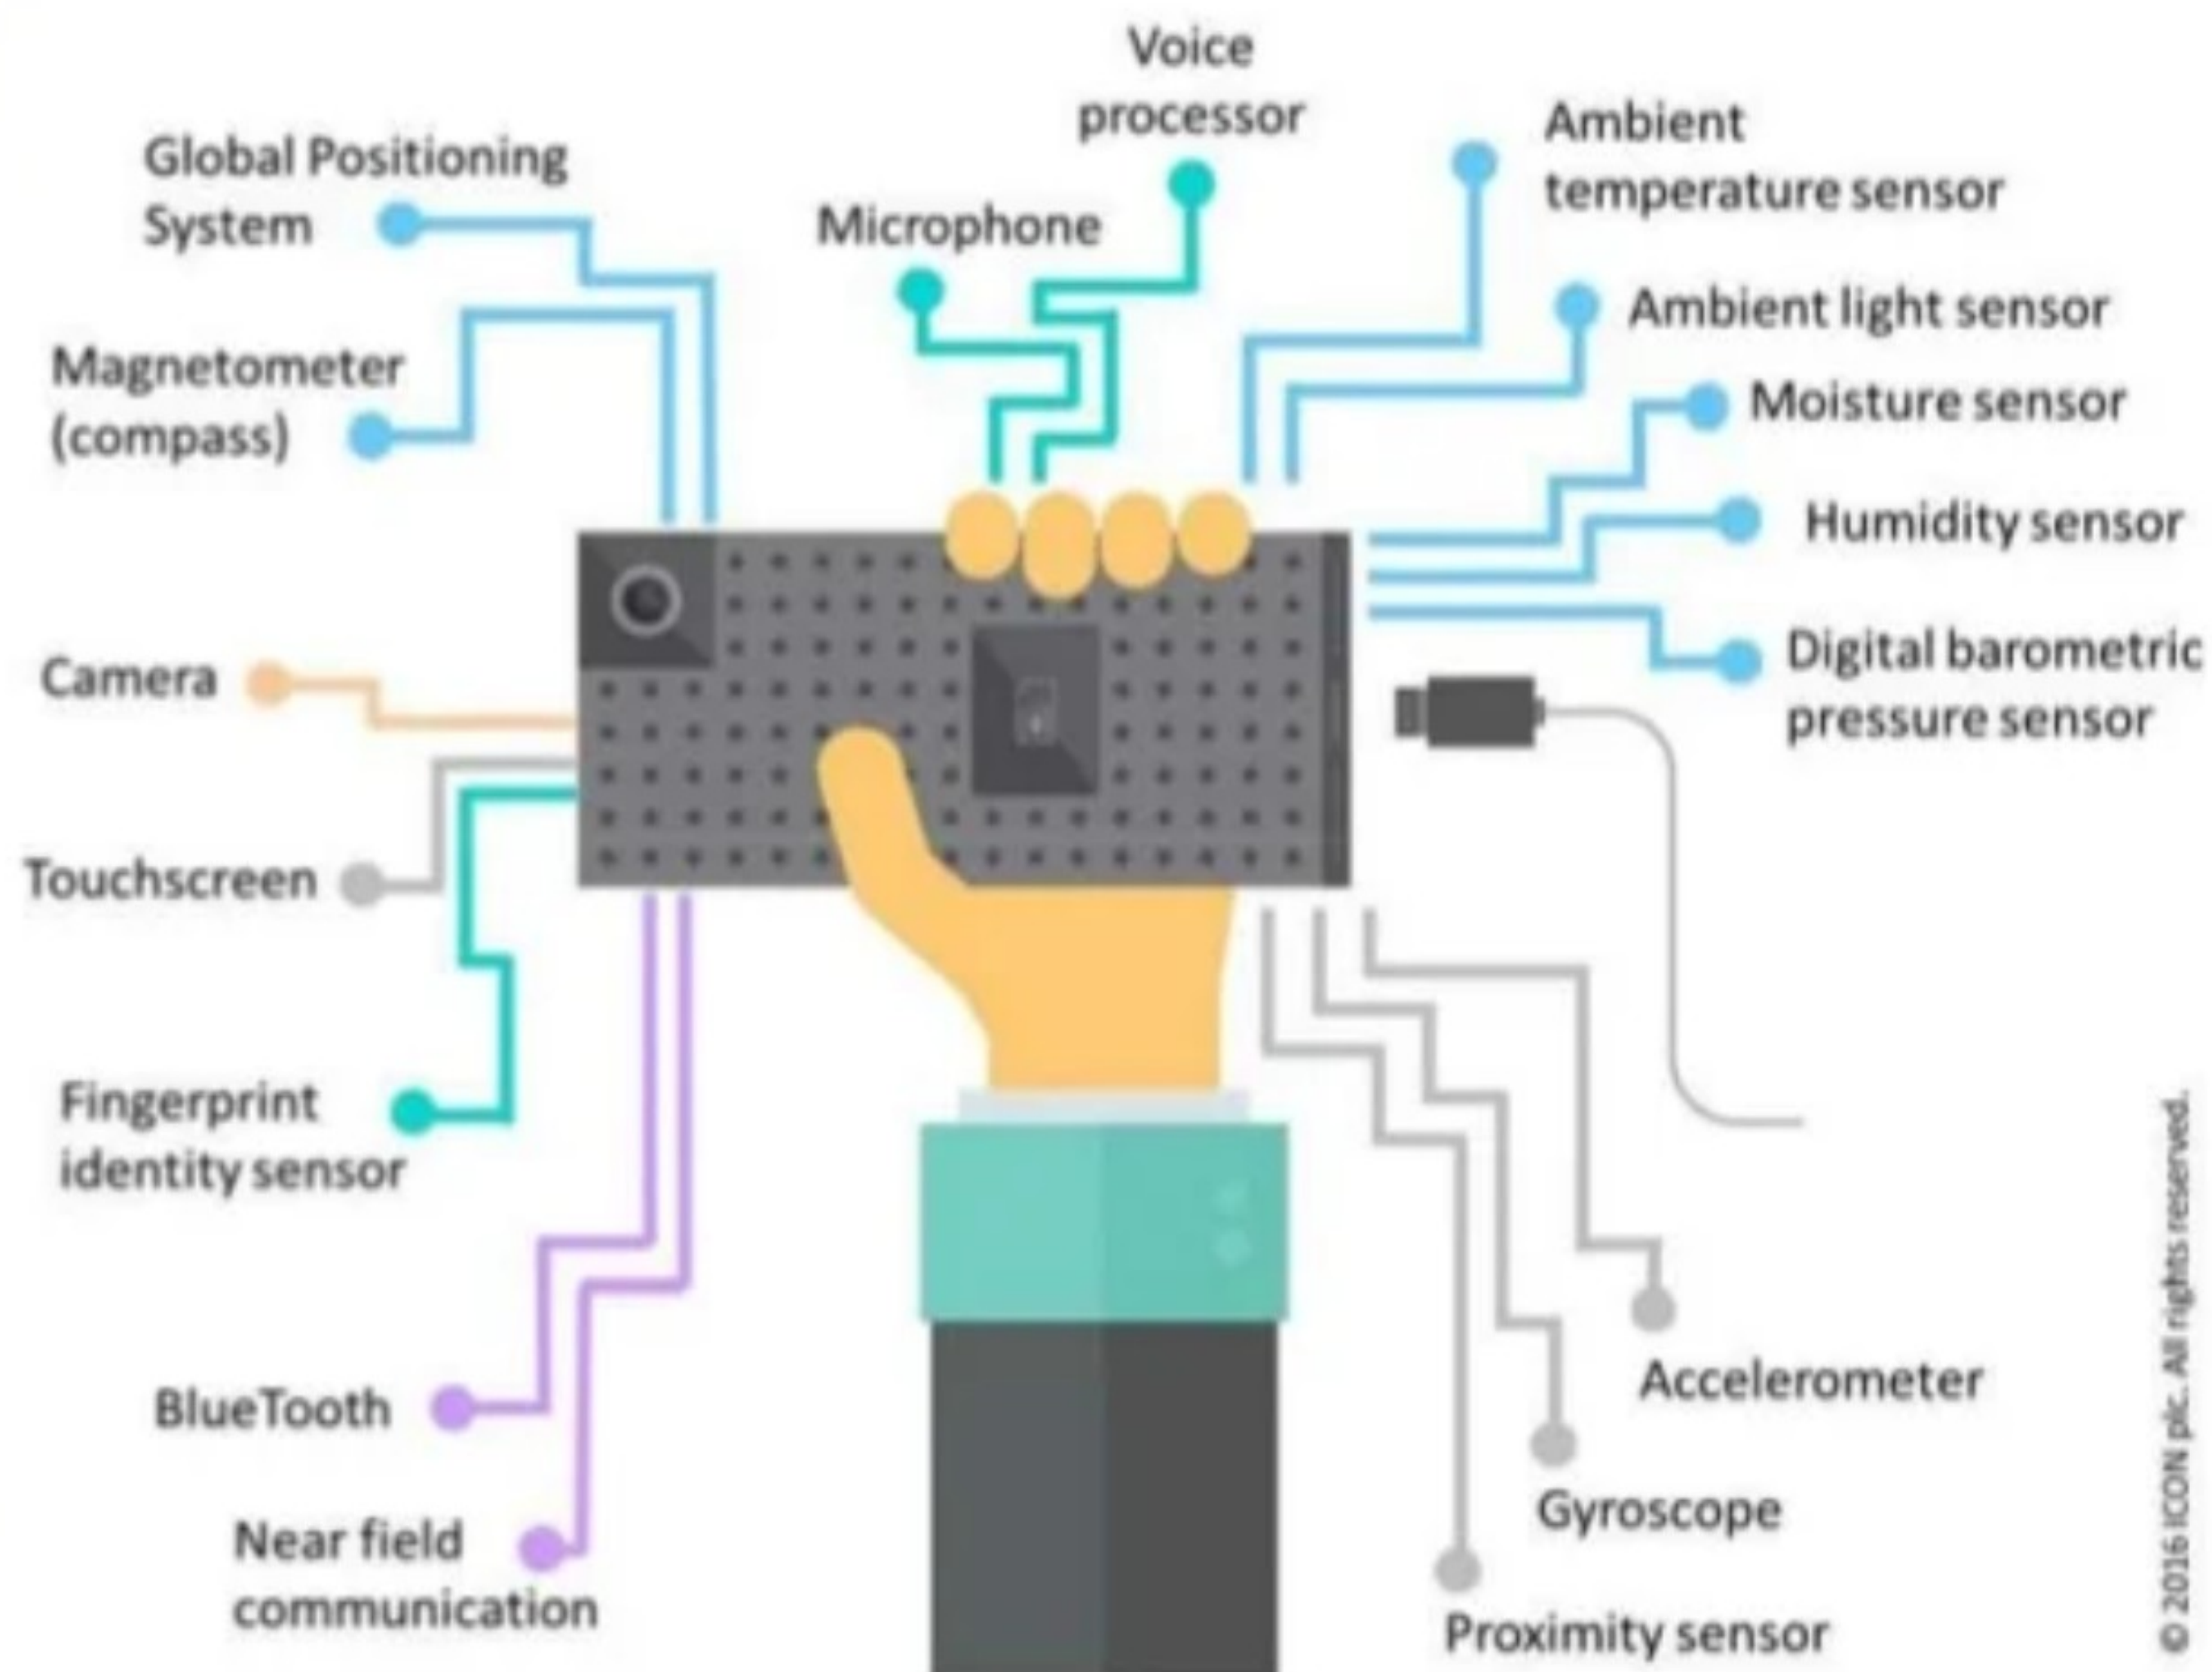 Voice
processor
Global Positioning
System
Microphone
Ambient
temperature sensor
Ambient light sensor
Magnetometer
(compass)
Moisture sensor
Humidity sensor
Camera
Digital barometric
pressure sensor
Touchscreen
Fingerprint
identity sensor
BlueTooth
Near field
communication
Accelerometer
Gyroscope
Proximity sensor
© 2016 ICON plc. All rights reserved.